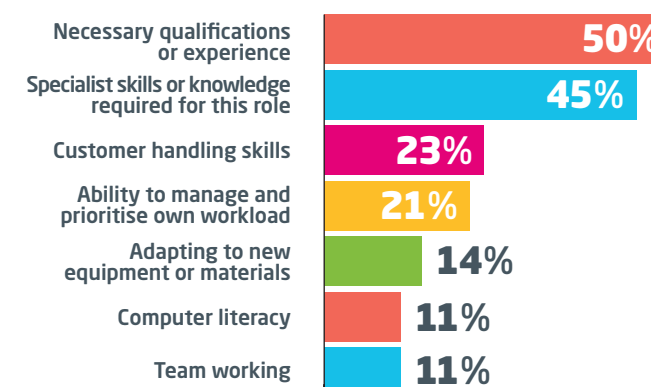 Necessary qualifications
or experience
50%
Specialist skills or knowledge
required for this role
45%
Customer handling skills
23%
Ability to manage and
prioritise own workload
21%
Adapting to new
equipment or materials
14%
Computer literacy
11%
Team working
11%